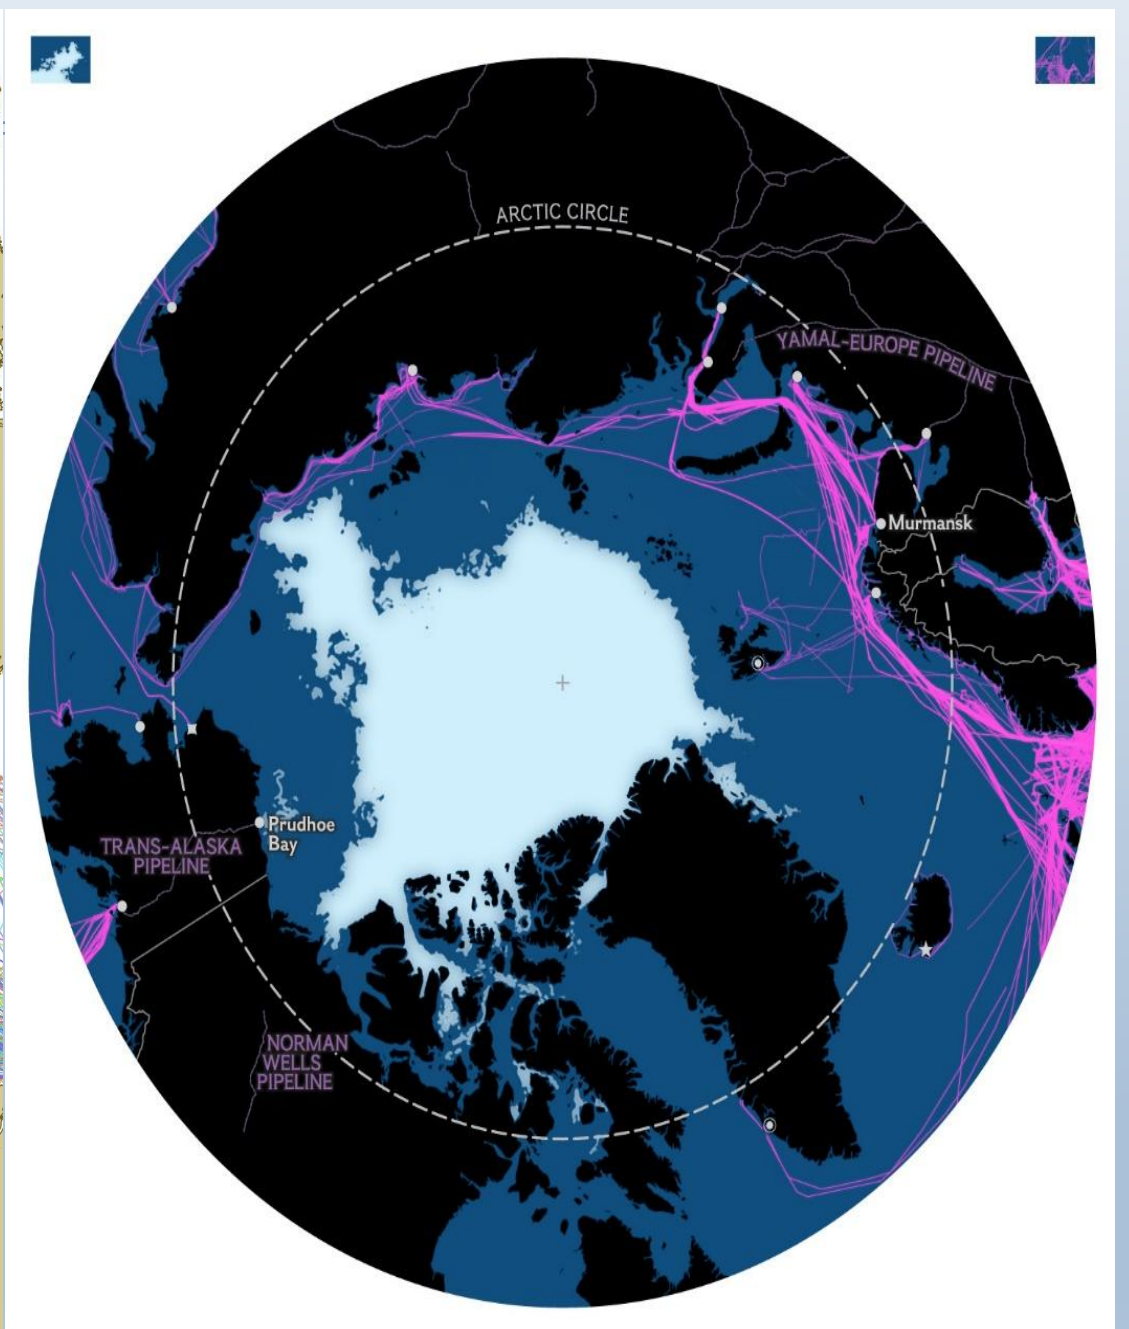 ARCTIC CIRCLE
YAMAL-EUROPE PIPELINE
Murmansk
Prudhoe
Bay
TRANS-ALASKA
PIPELINE
NORMAN
WELLS
PIPELINE